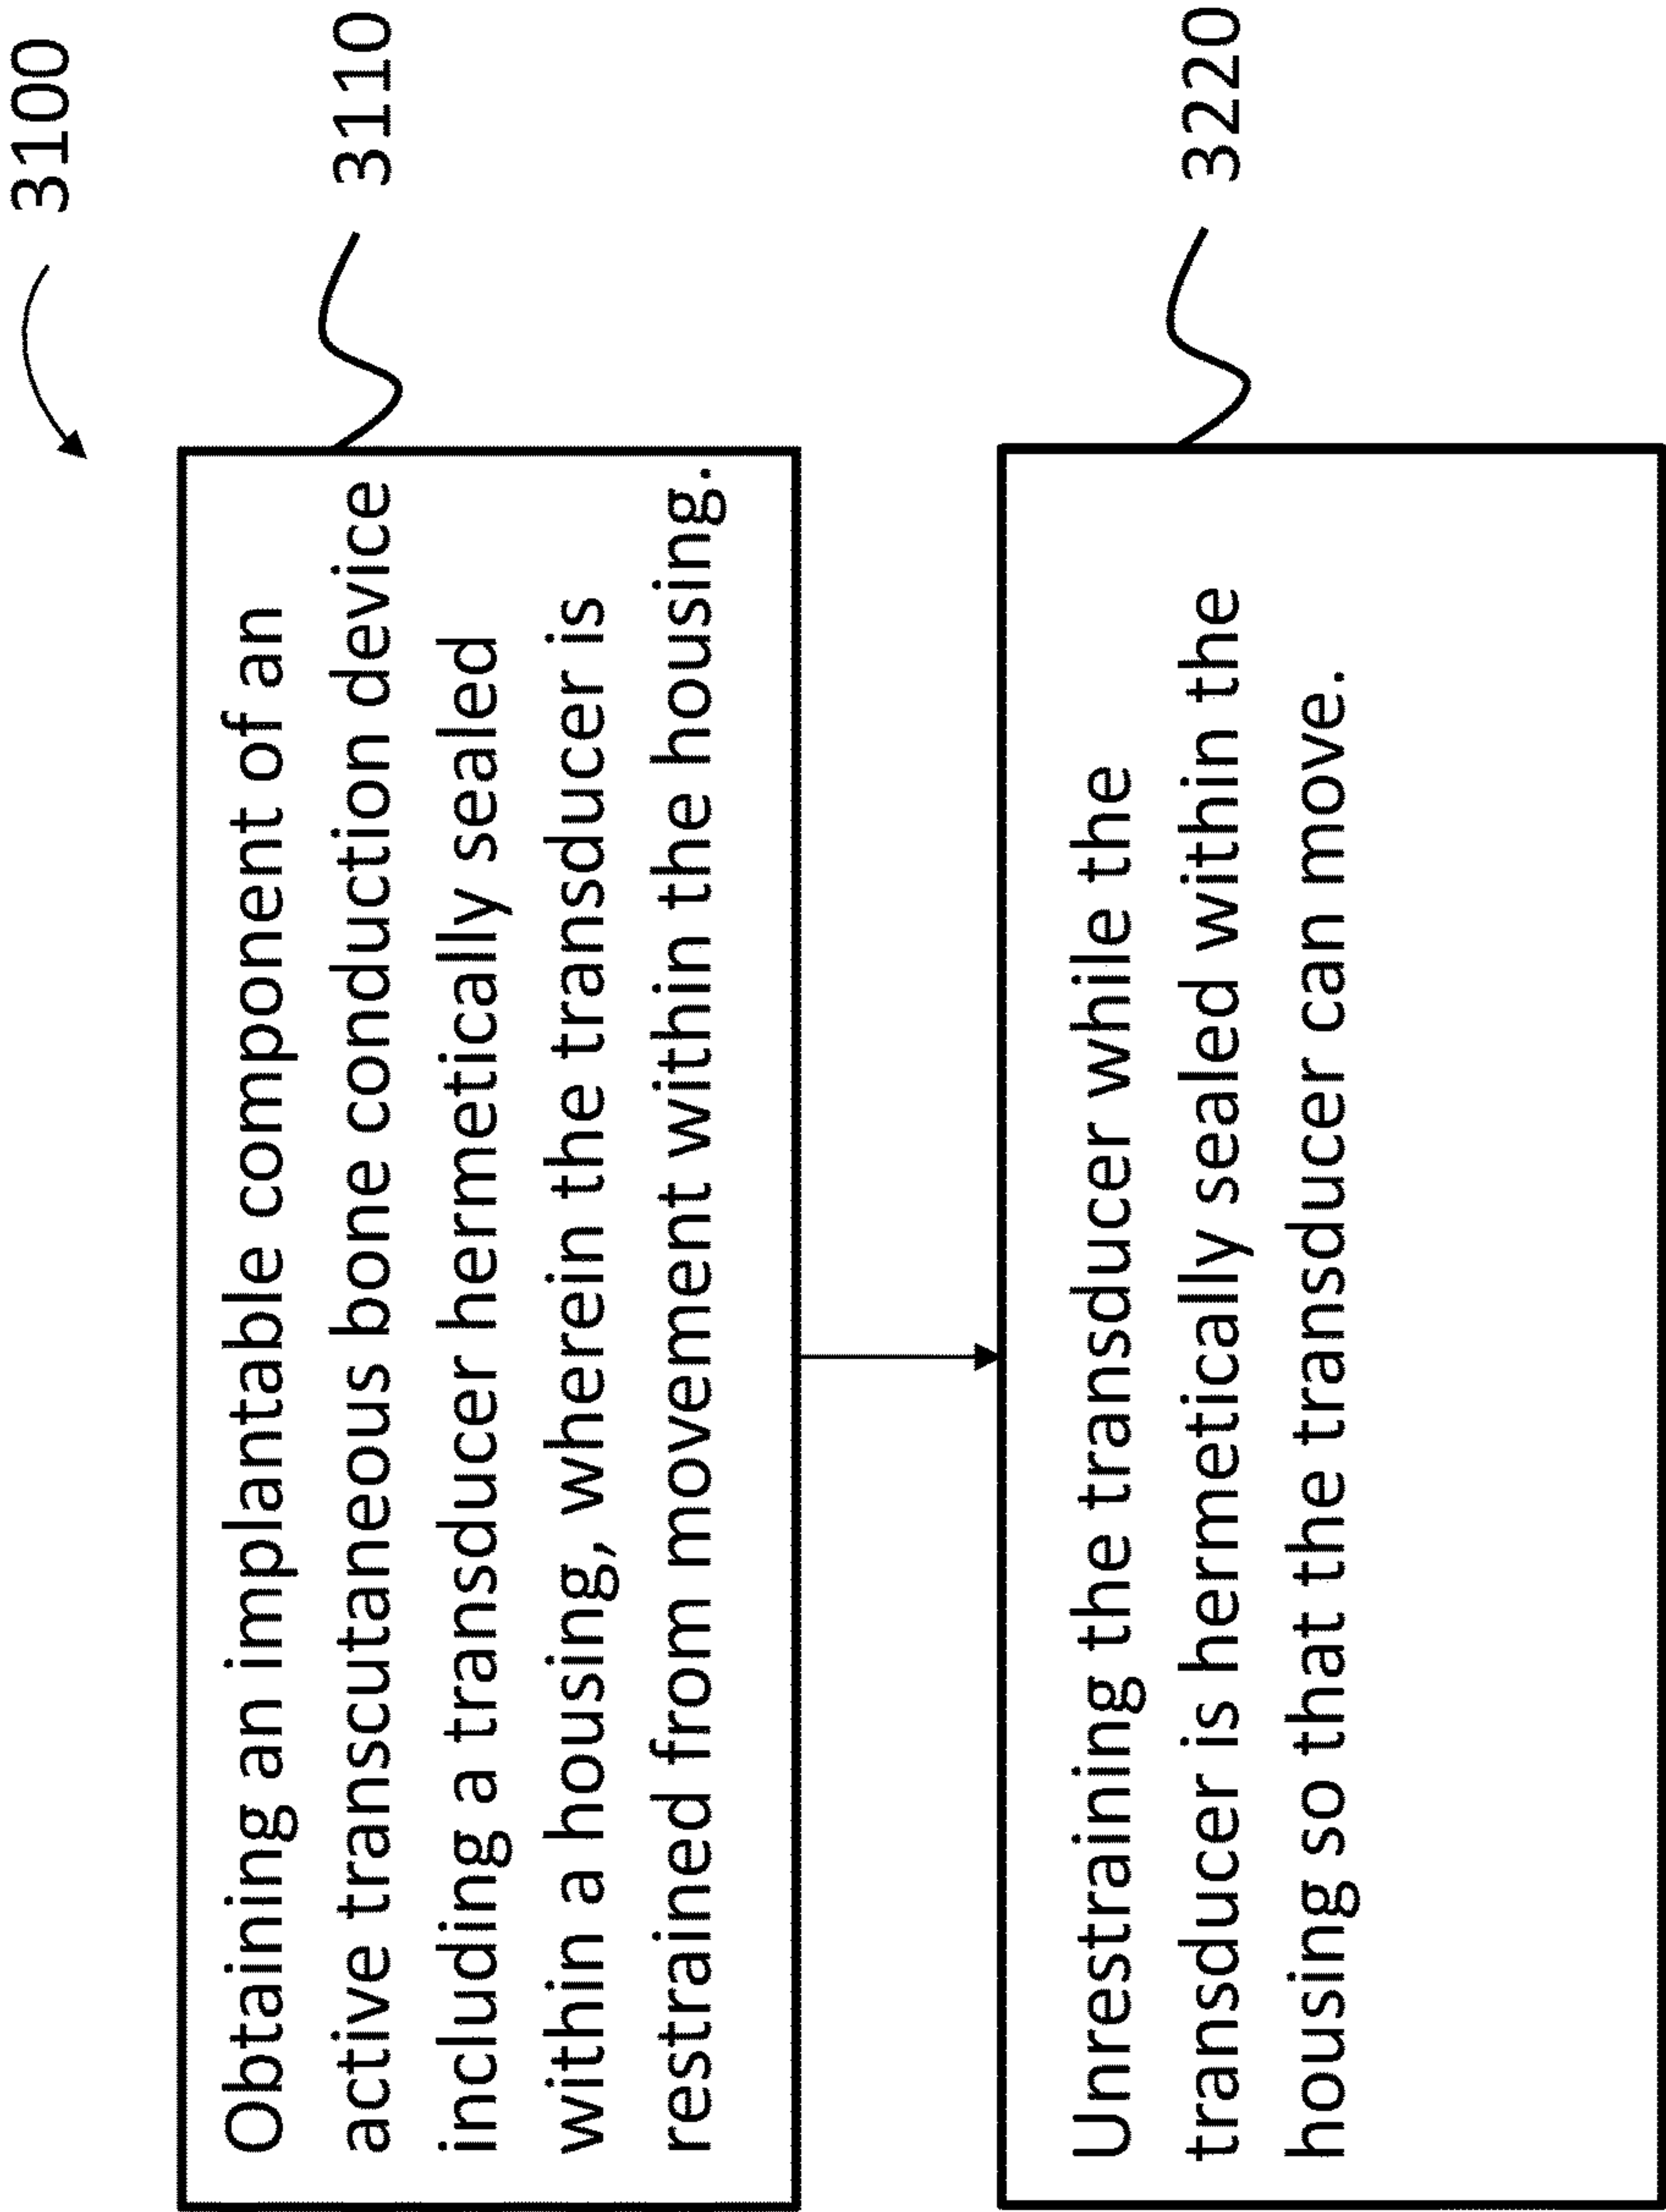 3100
Obtaining an implantable component of an
active transcutaneous bone conduction device
including a transducer hermetically sealed
within a housing, wherein the transducer is
restrained from movement within the housing.
3110
Unrestraining the transducer while the
transducer is hermetically sealed within the
housing so that the transducer can move.
3220